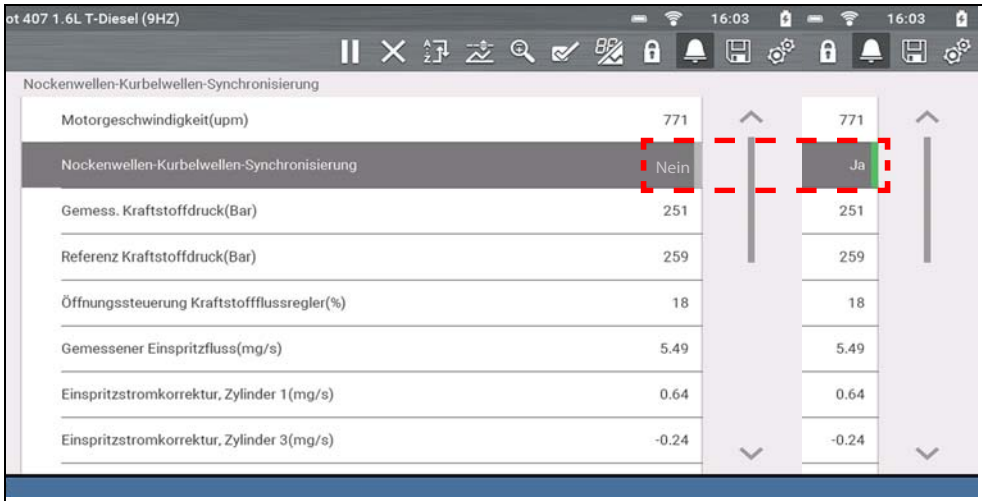 ot 407 1.6L T-Diesel (9HZ) 16:03 16:03
Nockenwellen-Kurbelwellen-Synchronisierung
Motorgeschwindigkeit(upm) 771 771
Nockenwellen-Kurbelwellen-Synchronisierung Nein Ja
Gemess. Kraftstoffdruck(Bar) 251 251
Referenz Kraftstoffdruck(Bar) 259 259
Öffnungssteuerung Kraftstoffflussregler(%) 18 18
Gemessener Einspritzfluss(mg/s) 5.49 5.49
Einspritzstromkorrektur, Zylinder 1(mg/s) 0.64 0.64
Einspritzstromkorrektur, Zylinder 3(mg/s) -0.24 -0.24